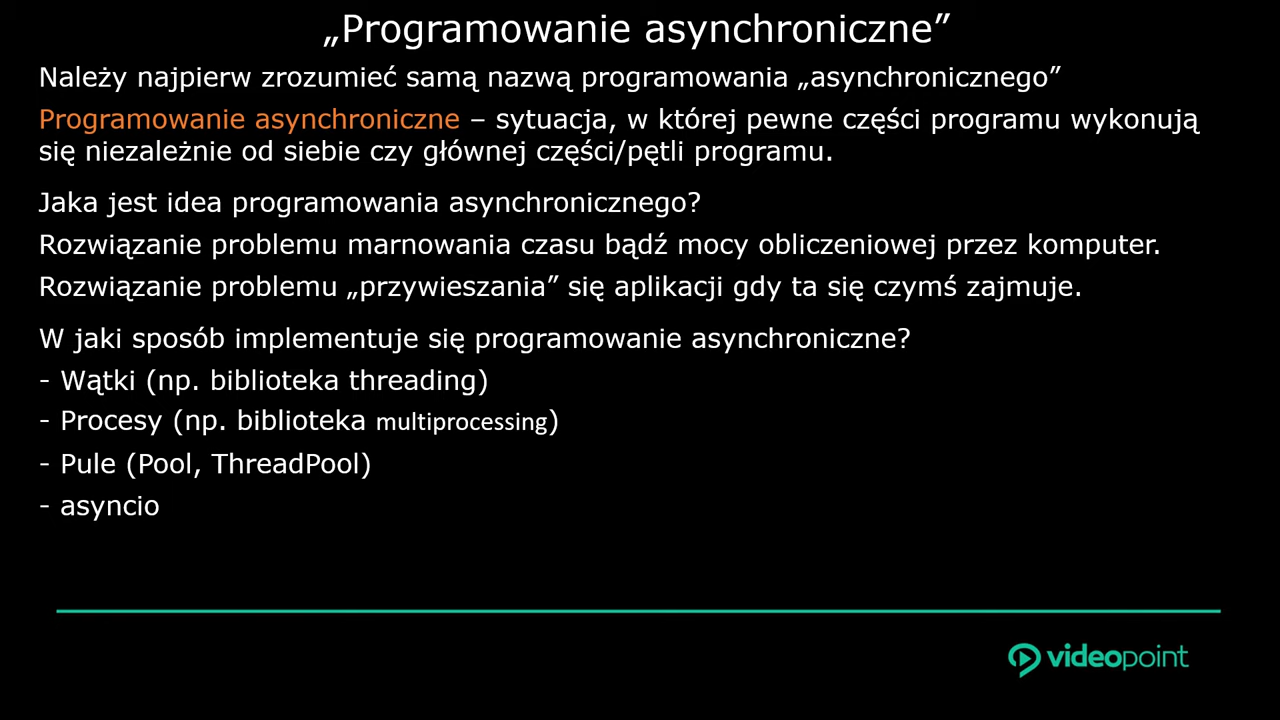 „Programowanie asynchroniczne”
Należy najpierw zrozumieć samą nazwą programowania „asynchronicznego”
Programowanie asynchroniczne – sytuacja, w której pewne części programu wykonują
się niezależnie od siebie czy głównej części/pętli programu.
Jaka jest idea programowania asynchronicznego?
Rozwiązanie problemu marnowania czasu bądź mocy obliczeniowej przez komputer.
Rozwiązanie problemu „przywieszania” się aplikacji gdy ta się czymś zajmuje.
W jaki sposób implementuje się programowanie asynchroniczne?
- Wątki (np. biblioteka threading)
- Procesy (np. biblioteka multiprocessing)
- Pule (Pool, ThreadPool)
- asyncio
videopoint